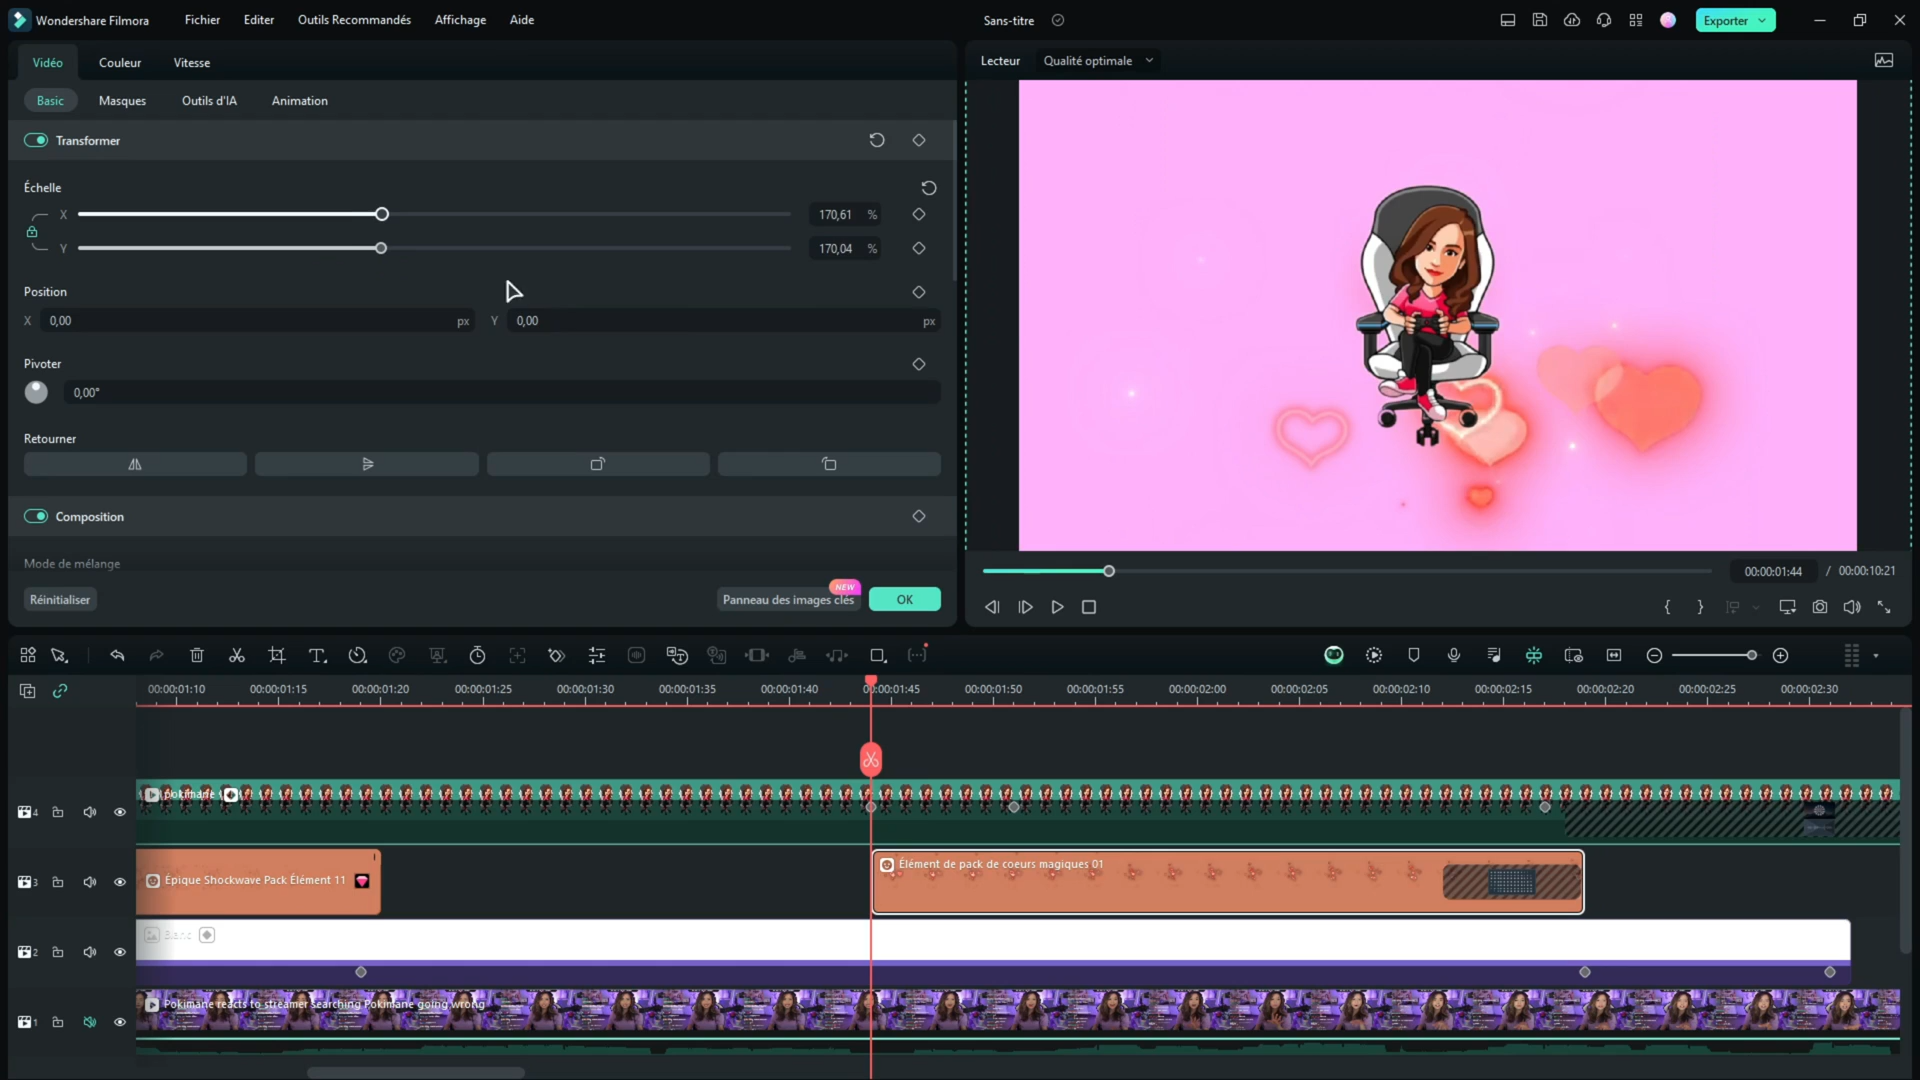 Wondershare Filmora
Fichier
Editer
Outils Recommandés
Affichage
Aide
Sans-titre
Exporter
Vidéo
Couleur
Vitesse
Lecteur
Qualité optimale
Basic
Masques
Outils d'IA
Animation
Transformer
Échelle
X
170,61
%
Y
170,04
%
Position
X
0,00
px
Y
0,00
px
Pivoter
0,00°
Retourner
Composition
Mode de mélange
NEW
Réinitialiser
Panneau des images clés
OK
00:00:01:44 / 00:00:10:21
00:00:01:10
00:00:01:15
00:00:01:20
00:00:01:25
00:00:01:30
00:00:01:35
00:00:01:40
00:00:01:45
00:00:01:50
00:00:01:55
00:00:02:00
00:00:02:05
00:00:02:10
00:00:02:15
00:00:02:20
00:00:02:25
00:00:02:30
pokimane
4
Élément de pack de coeurs magiques 01
Épique Shockwave Pack Élément 11
3
Blanc
2
Pokimane reacts to streamer searching Pokimane going wrong
1